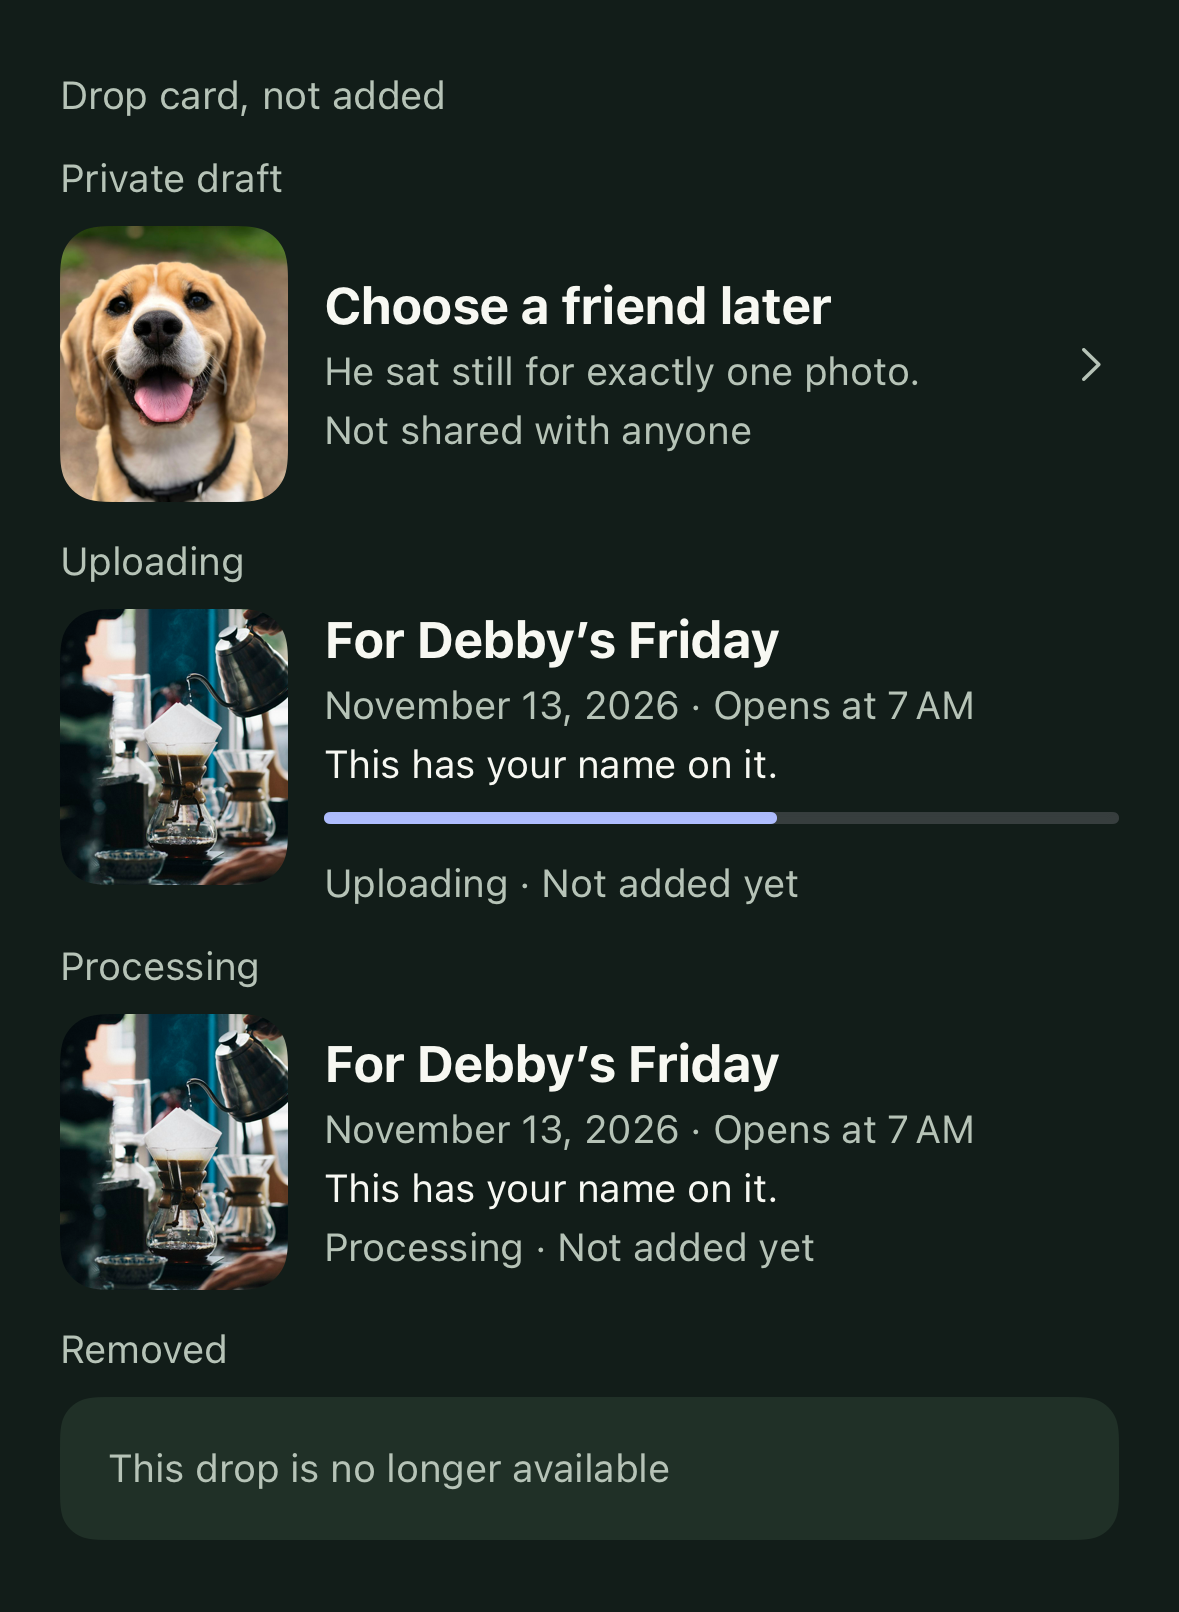 Drop card, not added
Private draft
Choose a friend later
He sat still for exactly one photo.
Not shared with anyone
Uploading
For Debby’s Friday
November 13, 2026 · Opens at 7 AM
This has your name on it.
Uploading · Not added yet
Processing
For Debby’s Friday
November 13, 2026 · Opens at 7 AM
This has your name on it.
Processing · Not added yet
Removed
This drop is no longer available